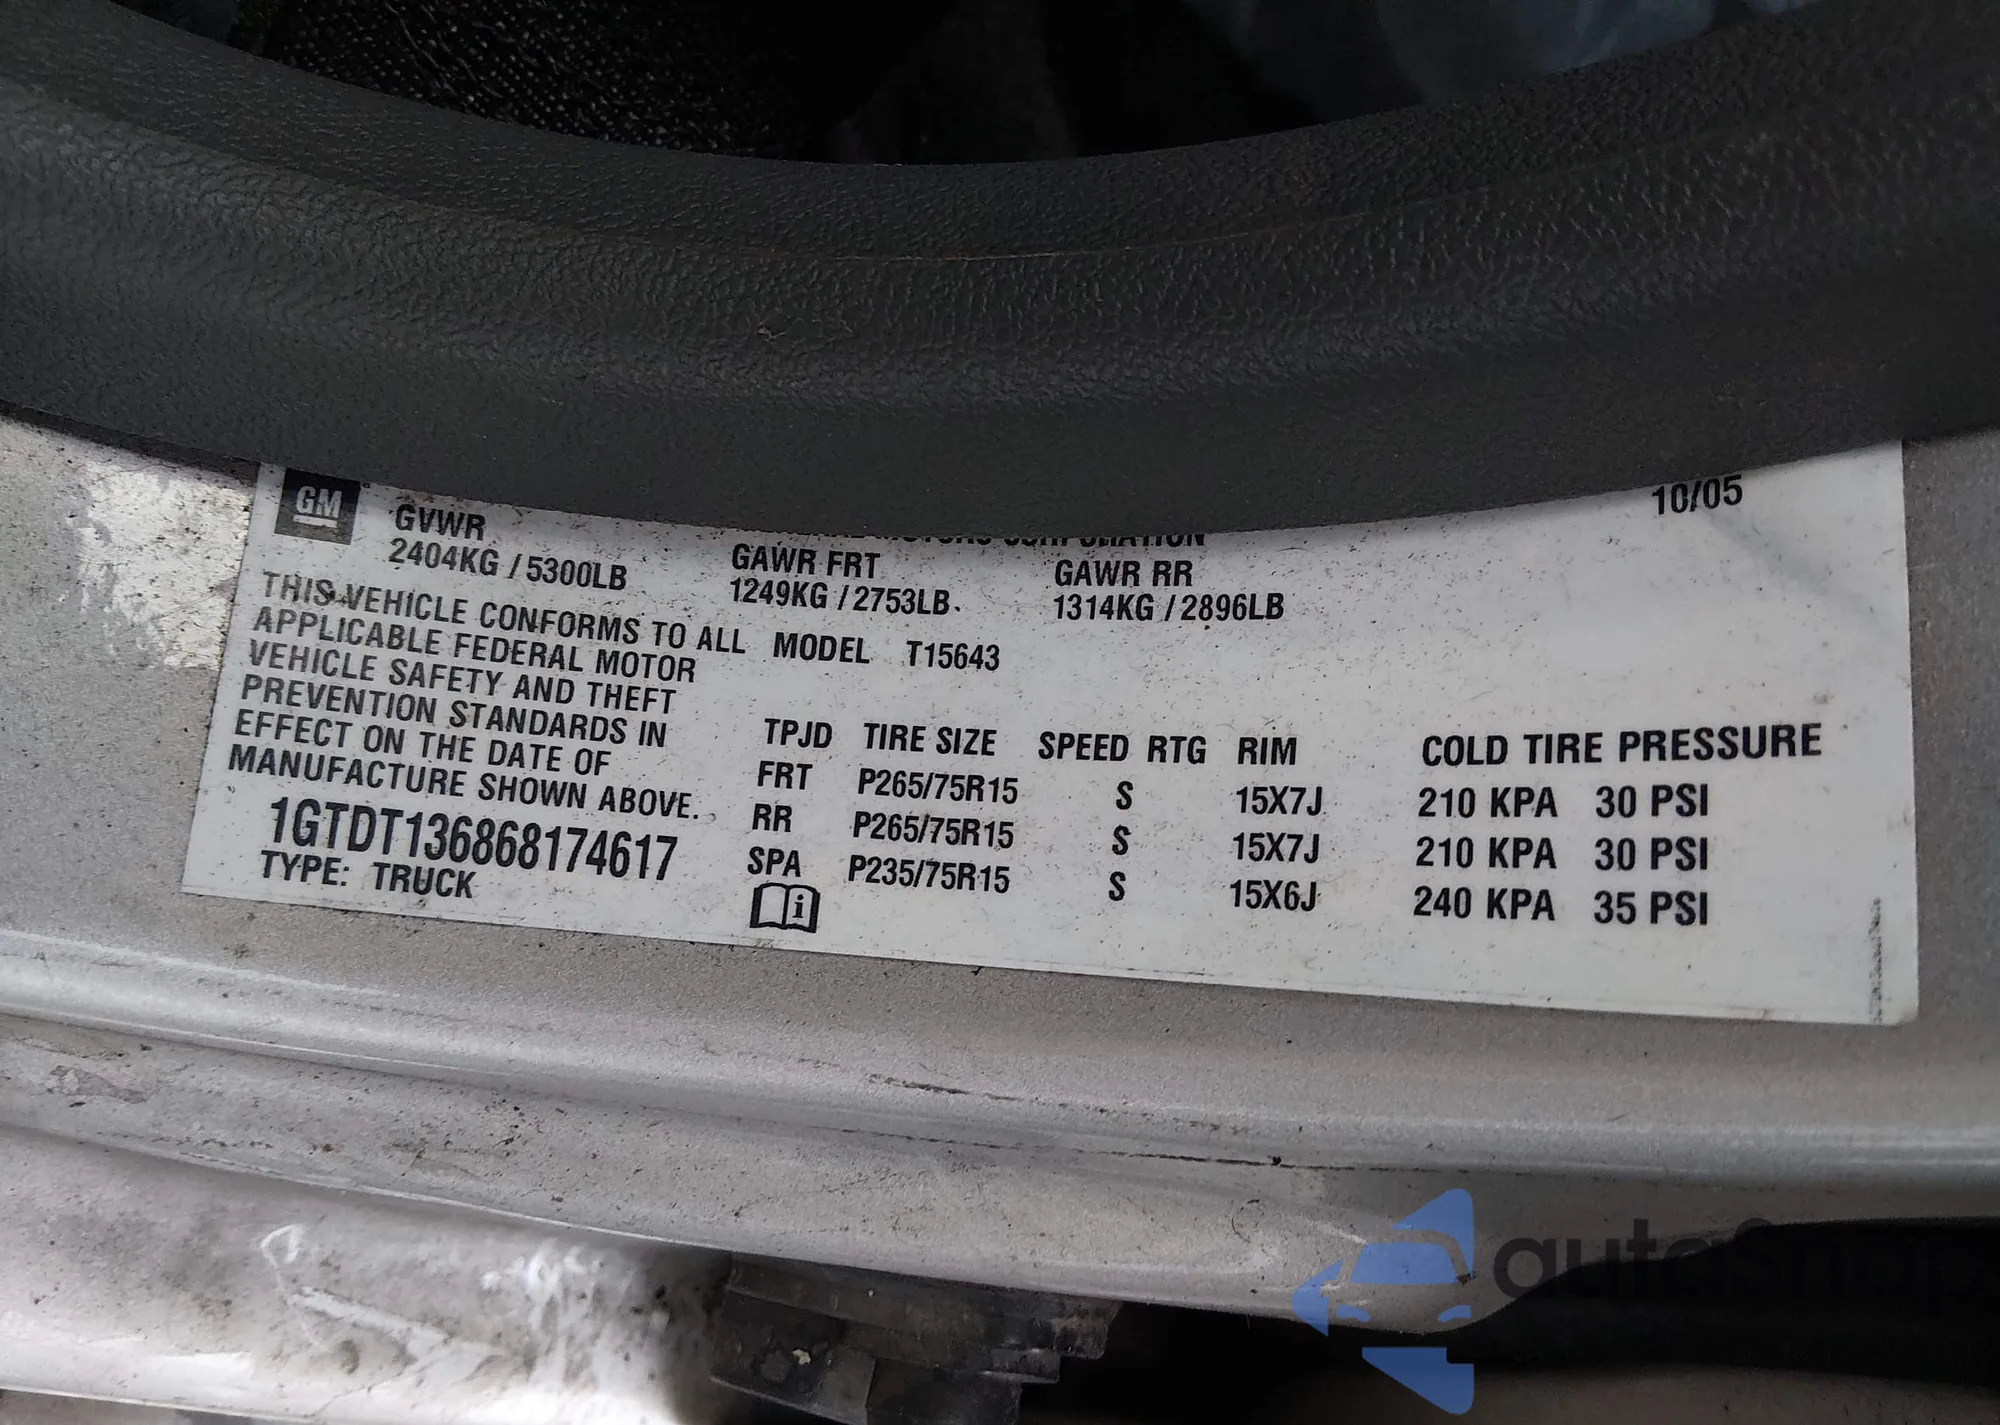 GM
10/05
GVWR
2404KG / 5300LB
GAWR FRT
1249KG / 2753LB
GAWR RR
1314KG / 2896LB
THIS VEHICLE CONFORMS TO ALL
APPLICABLE FEDERAL MOTOR
VEHICLE SAFETY AND THEFT
PREVENTION STANDARDS IN
EFFECT ON THE DATE OF
MANUFACTURE SHOWN ABOVE.
1GTDT136868174617
TYPE: TRUCK
MODEL T15643
TPJD TIRE SIZE SPEED RTG RIM COLD TIRE PRESSURE
FRT P265/75R15 S 15X7J 210 KPA 30 PSI
RR P265/75R15 S 15X7J 210 KPA 30 PSI
SPA P235/75R15 S 15X6J 240 KPA 35 PSI
i